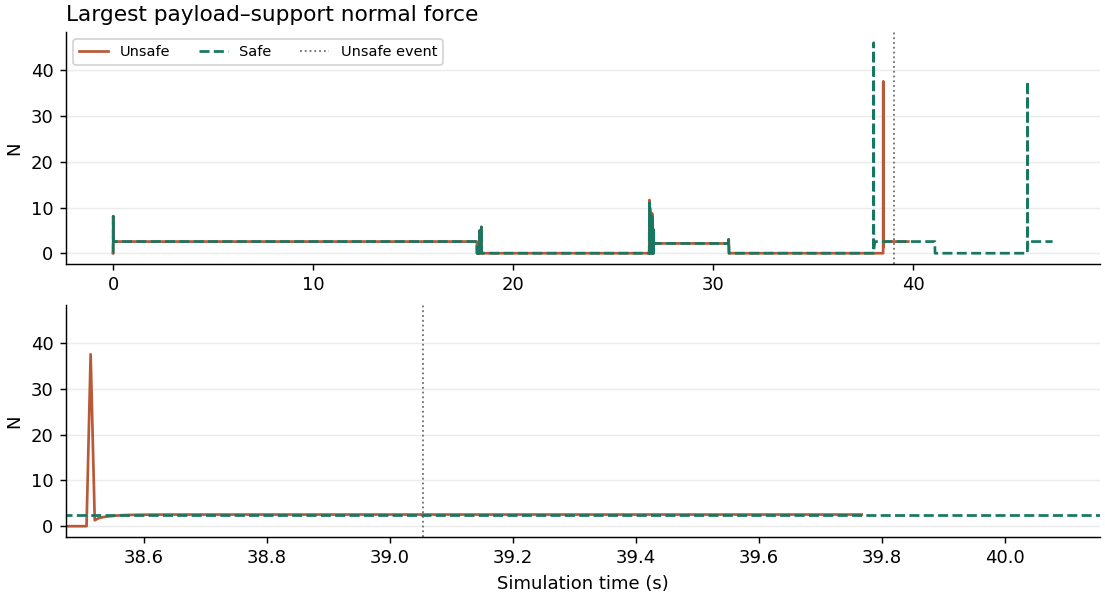 Largest payload–support normal force
Unsafe Safe Unsafe event
40
30
20
10
0
N
0 10 20 30 40
40
30
20
10
0
N
38.6 38.8 39.0 39.2 39.4 39.6 39.8 40.0
Simulation time (s)